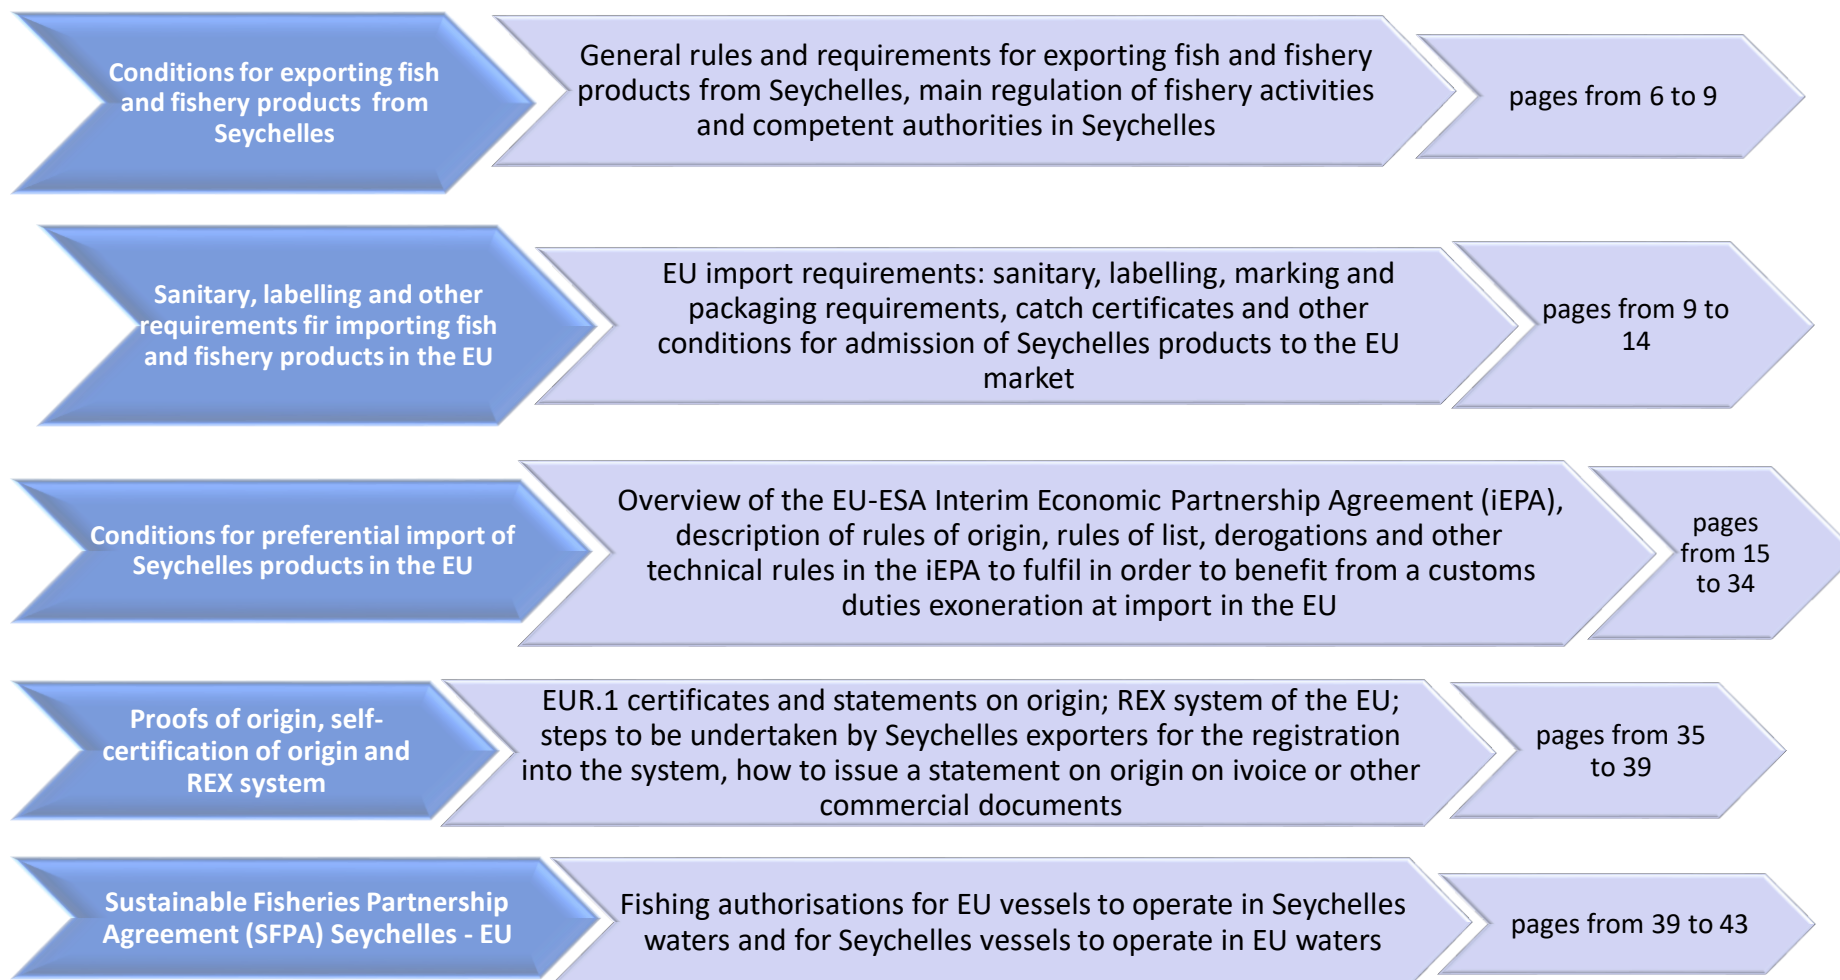 Conditions for exporting fish
and fishery products from
Seychelles
General rules and requirements for exporting fish and fishery
products from Seychelles, main regulation of fishery activities
and competent authorities in Seychelles
pages from 6 to 9
Sanitary, labelling and other
requirements fir importing fish
and fishery products in the EU
EU import requirements: sanitary, labelling, marking and
packaging requirements, catch certificates and other
conditions for admission of Seychelles products to the EU
market
pages from 9 to
14
Conditions for preferential import of
Seychelles products in the EU
Overview of the EU-ESA Interim Economic Partnership Agreement (iEPA),
description of rules of origin, rules of list, derogations and other
technical rules in the iEPA to fulfil in order to benefit from a customs
duties exoneration at import in the EU
pages
from 15
to 34
Proofs of origin, self-
certification of origin and
REX system
EUR.1 certificates and statements on origin; REX system of the EU;
steps to be undertaken by Seychelles exporters for the registration
into the system, how to issue a statement on origin on ivoice or other
commercial documents
pages from 35
to 39
Sustainable Fisheries Partnership
Agreement (SFPA) Seychelles - EU
Fishing authorisations for EU vessels to operate in Seychelles
waters and for Seychelles vessels to operate in EU waters
pages from 39 to 43